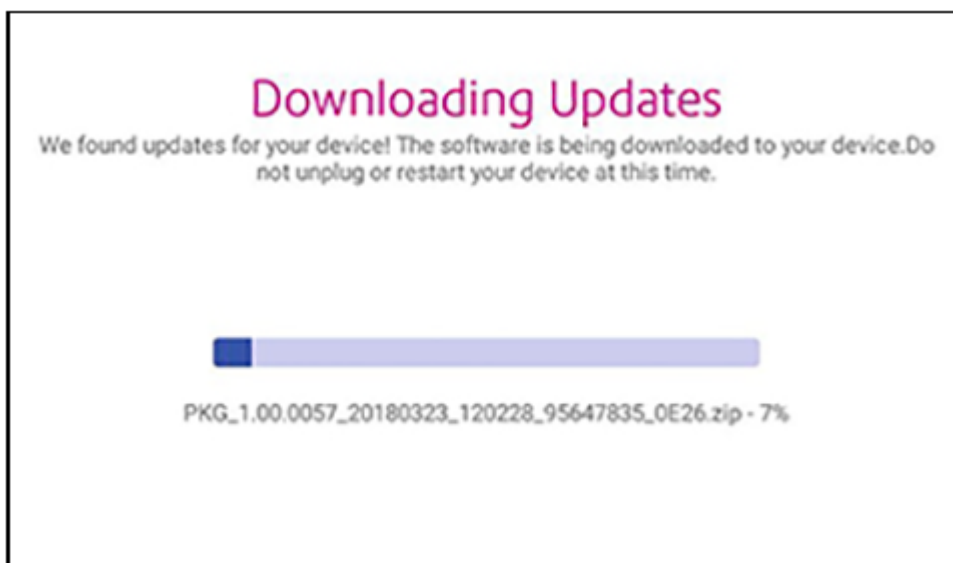 Downloading Updates
We found updates for your device! The software is being downloaded to your device.Do
not unplug or restart your device at this time.
PKG_1.00.0057_20180323_120228_95647835_0E26.zip - 7%